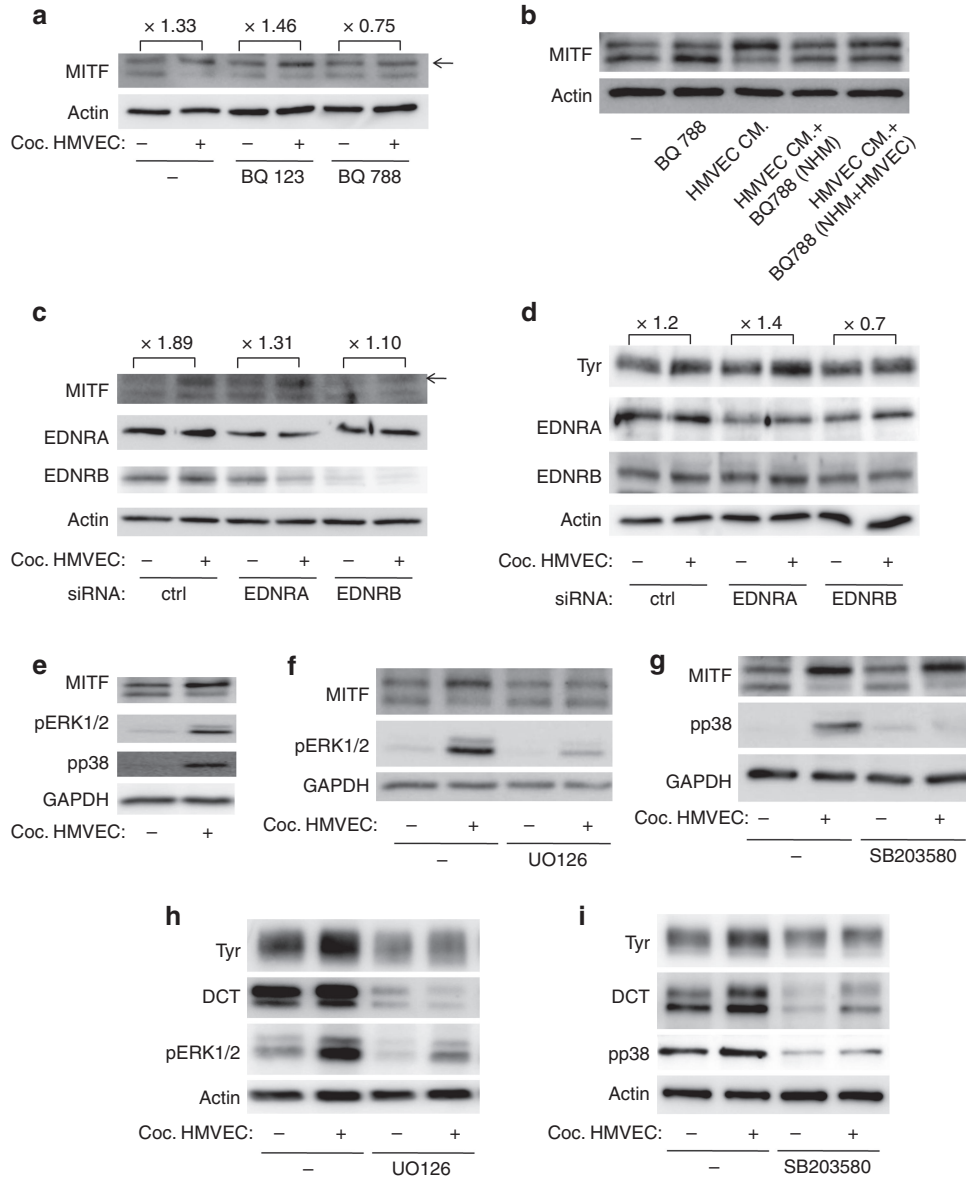 a
× 1.33 × 1.46 × 0.75
MITF
Actin
Coc. HMVEC: – + – + – +
– BQ 123 BQ 788
b
MITF
Actin
–
BQ 788
HMVEC CM.
HMVEC CM.+
BQ788 (NHM)
HMVEC CM.+
BQ788 (NHM+HMVEC)
c
× 1.89 × 1.31 × 1.10
MITF
EDNRA
EDNRB
Actin
Coc. HMVEC: – + – + – +
siRNA: ctrl EDNRA EDNRB
d
× 1.2 × 1.4 × 0.7
Tyr
EDNRA
EDNRB
Actin
Coc. HMVEC: – + – + – +
siRNA: ctrl EDNRA EDNRB
e
MITF
pERK1/2
pp38
GAPDH
Coc. HMVEC: – +
f
MITF
pERK1/2
GAPDH
Coc. HMVEC: – + – +
– UO126
g
MITF
pp38
GAPDH
Coc. HMVEC: – + – +
– SB203580
h
Tyr
DCT
pERK1/2
Actin
Coc. HMVEC: – + – +
– UO126
i
Tyr
DCT
pp38
Actin
Coc. HMVEC: – + – +
– SB203580